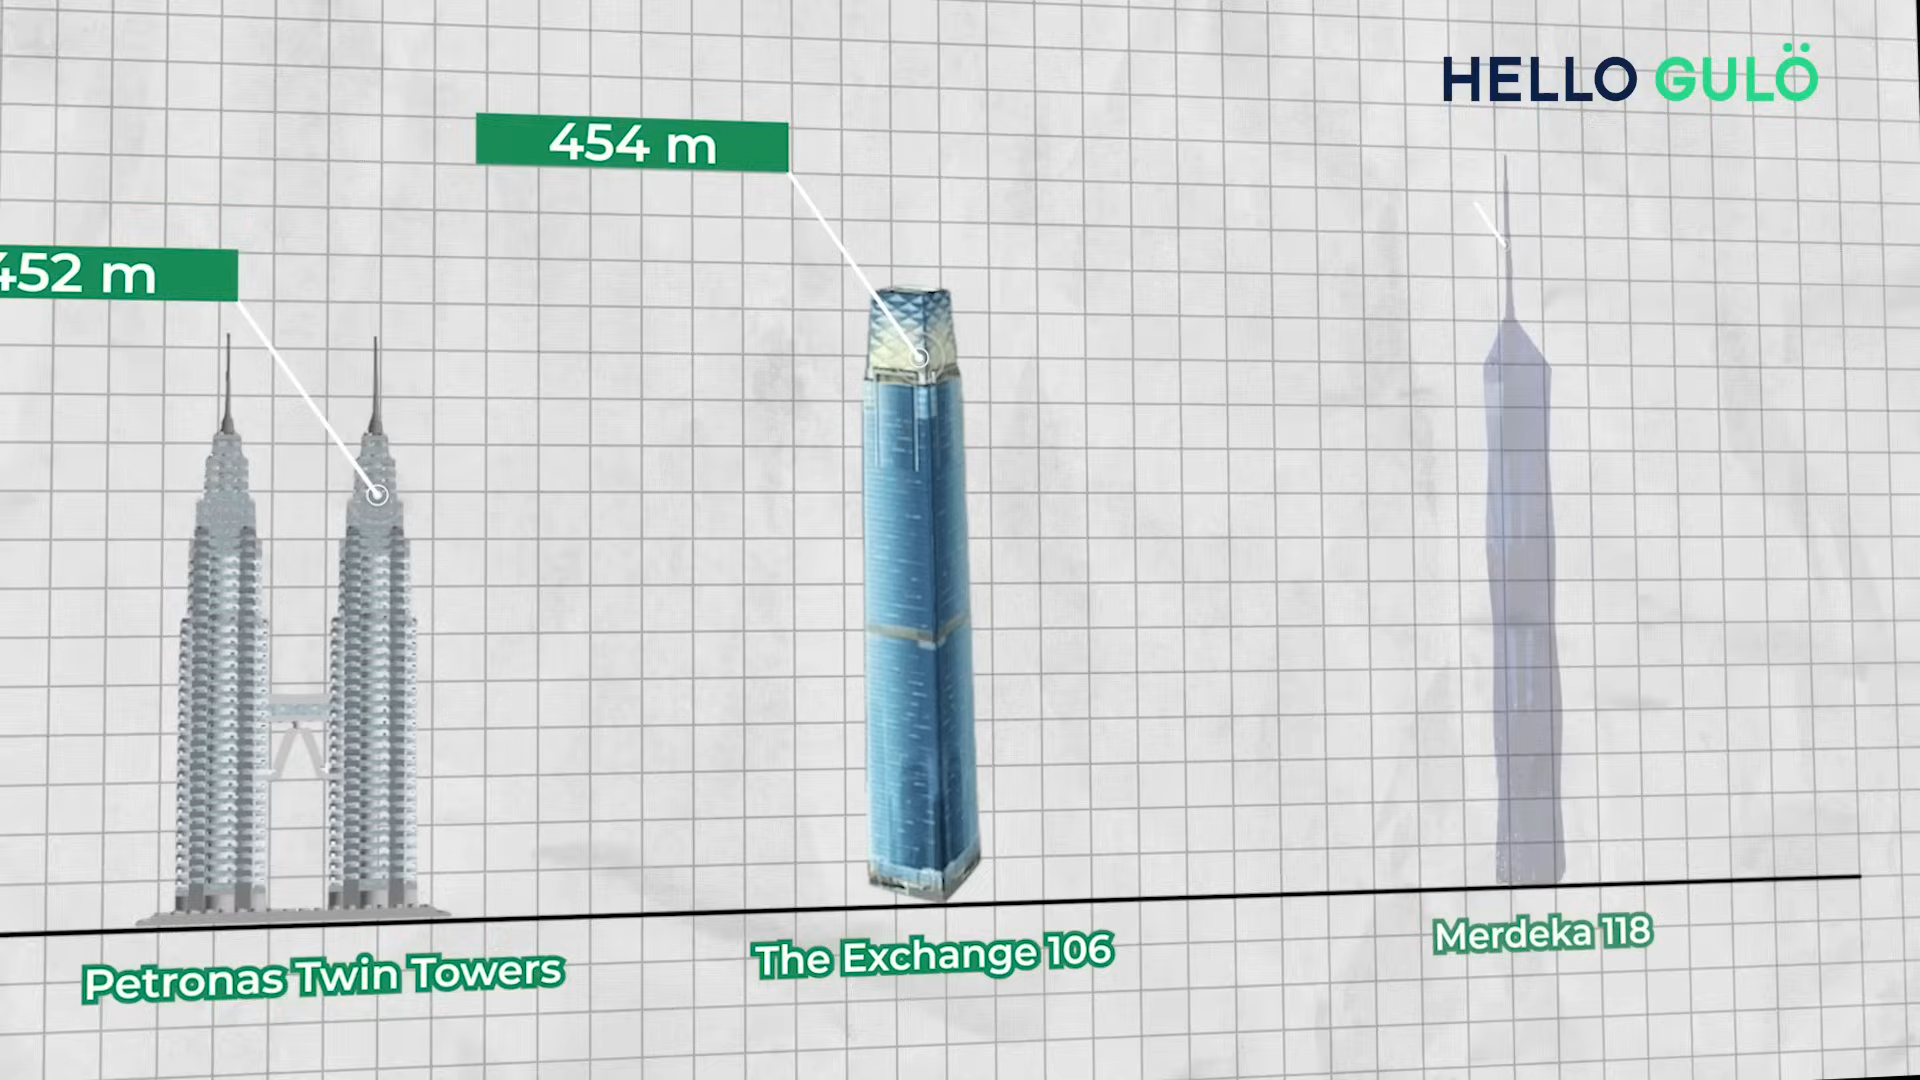 HELLO GULÖ
454 m
452 m
Petronas Twin Towers
The Exchange 106
Merdeka 118